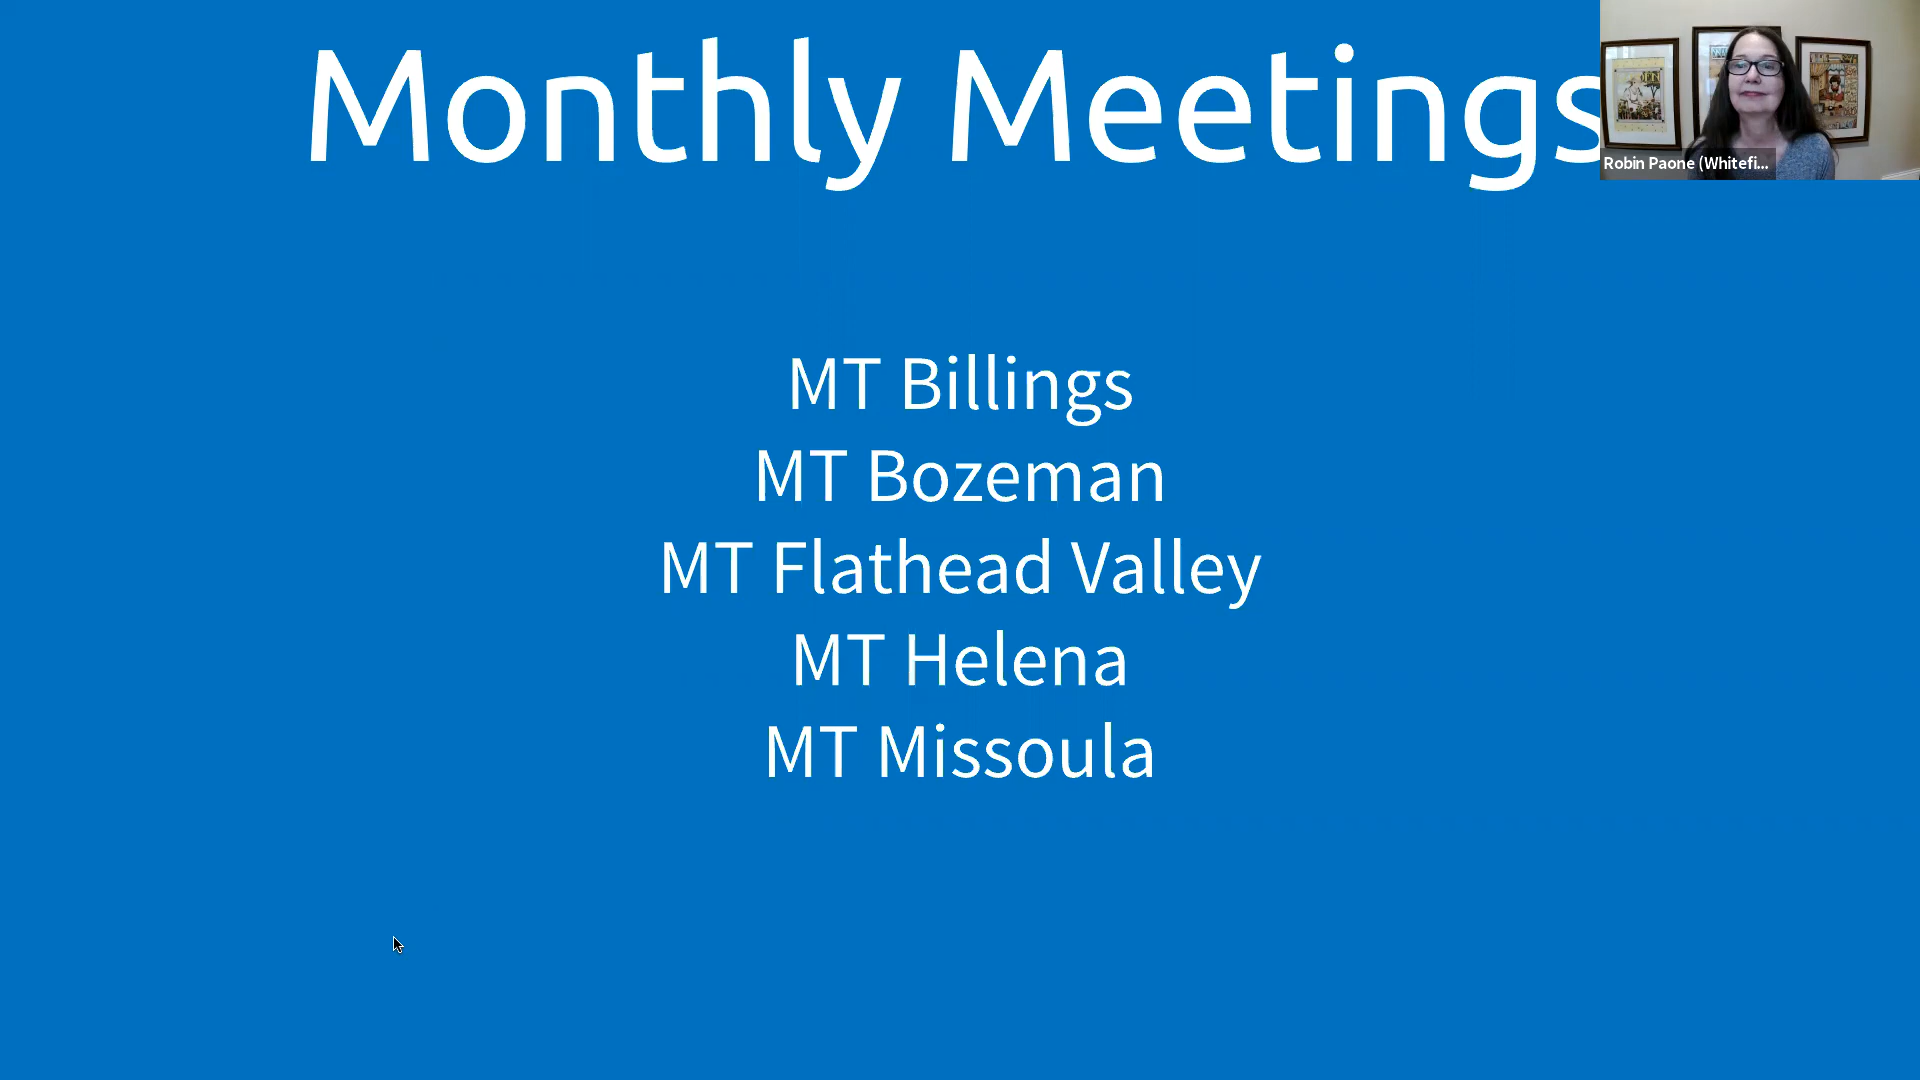 Monthly Meetings
Robin Paone (Whitefi...
MT Billings
MT Bozeman
MT Flathead Valley
MT Helena
MT Missoula